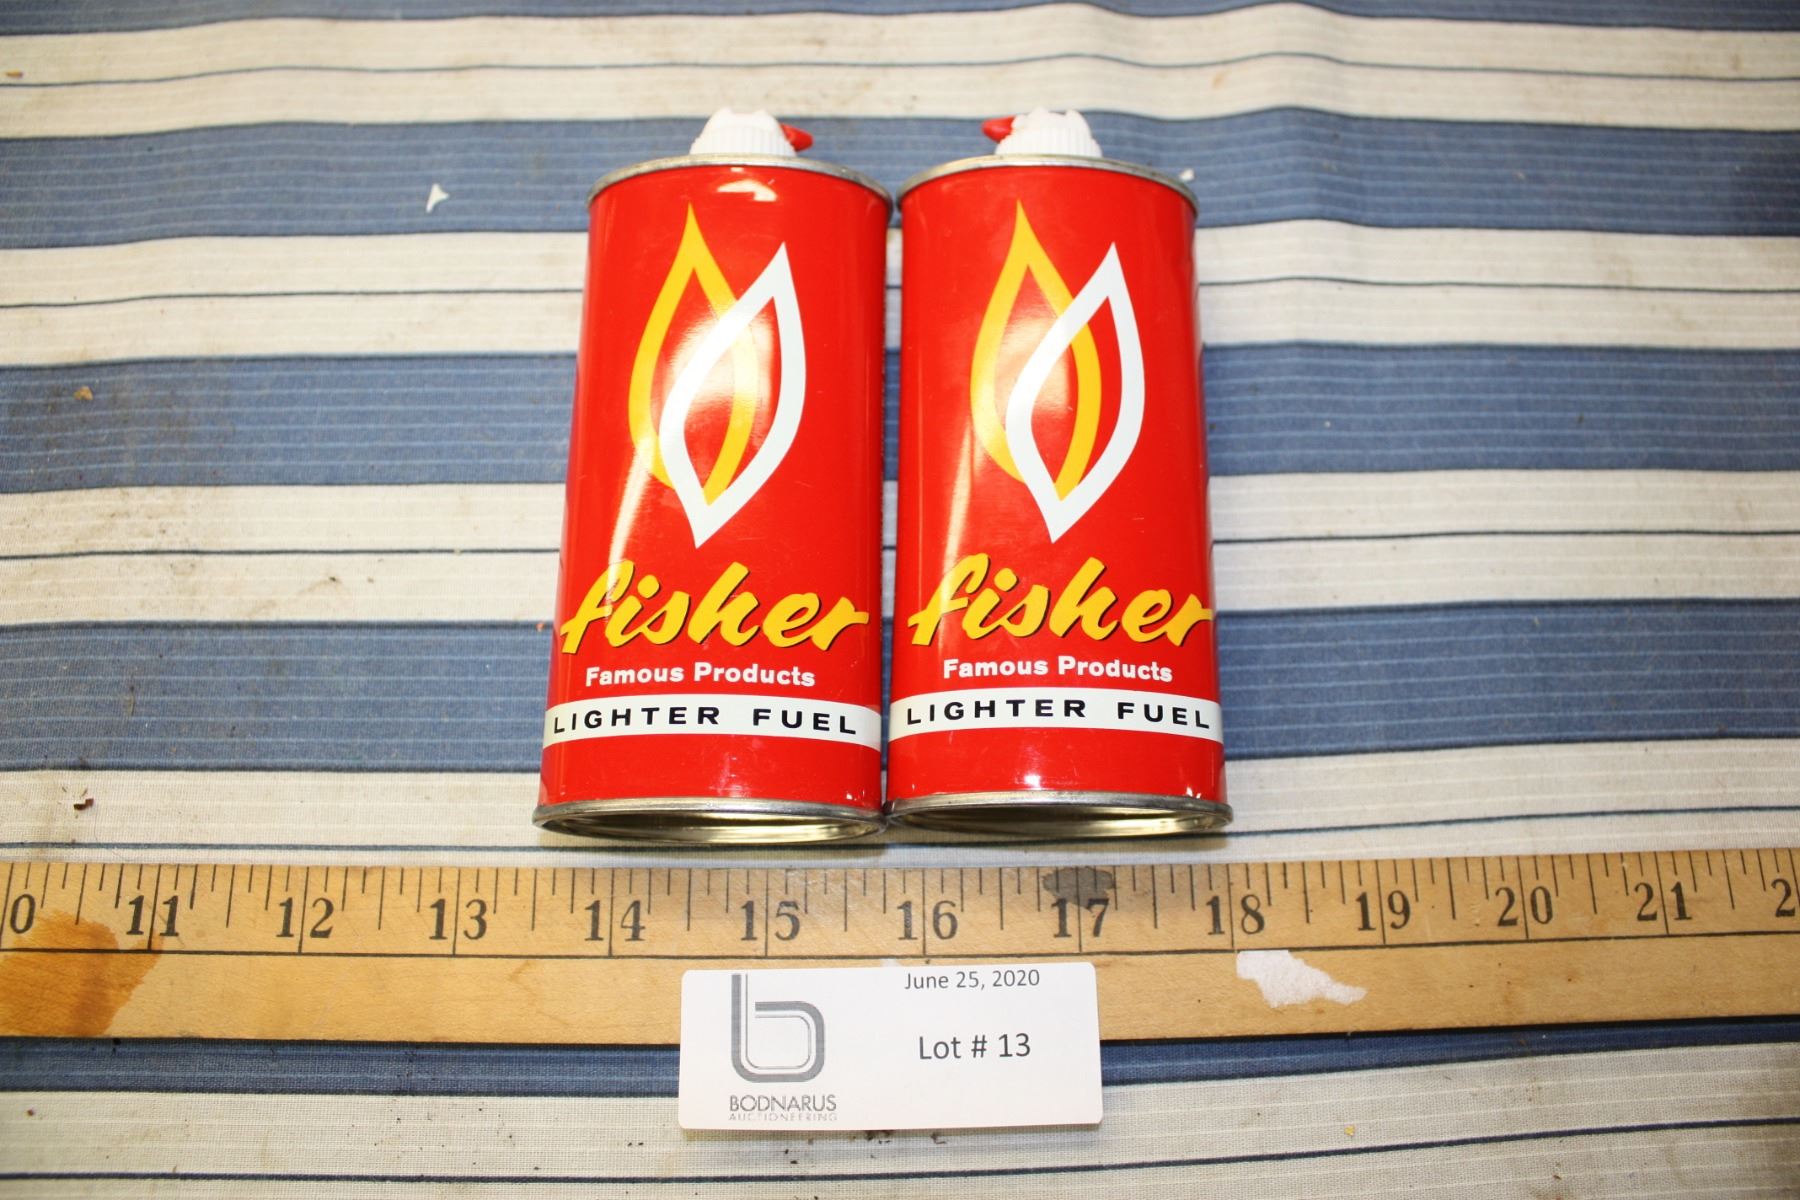 fisher
Famous Products
LIGHTER FUEL
fisher
Famous Products
LIGHTER FUEL
0 11 12 13 14 15 16 17 18 19 20 21 2
June 25, 2020
Lot # 13
b
BODNARUS
AUCTIONEERING